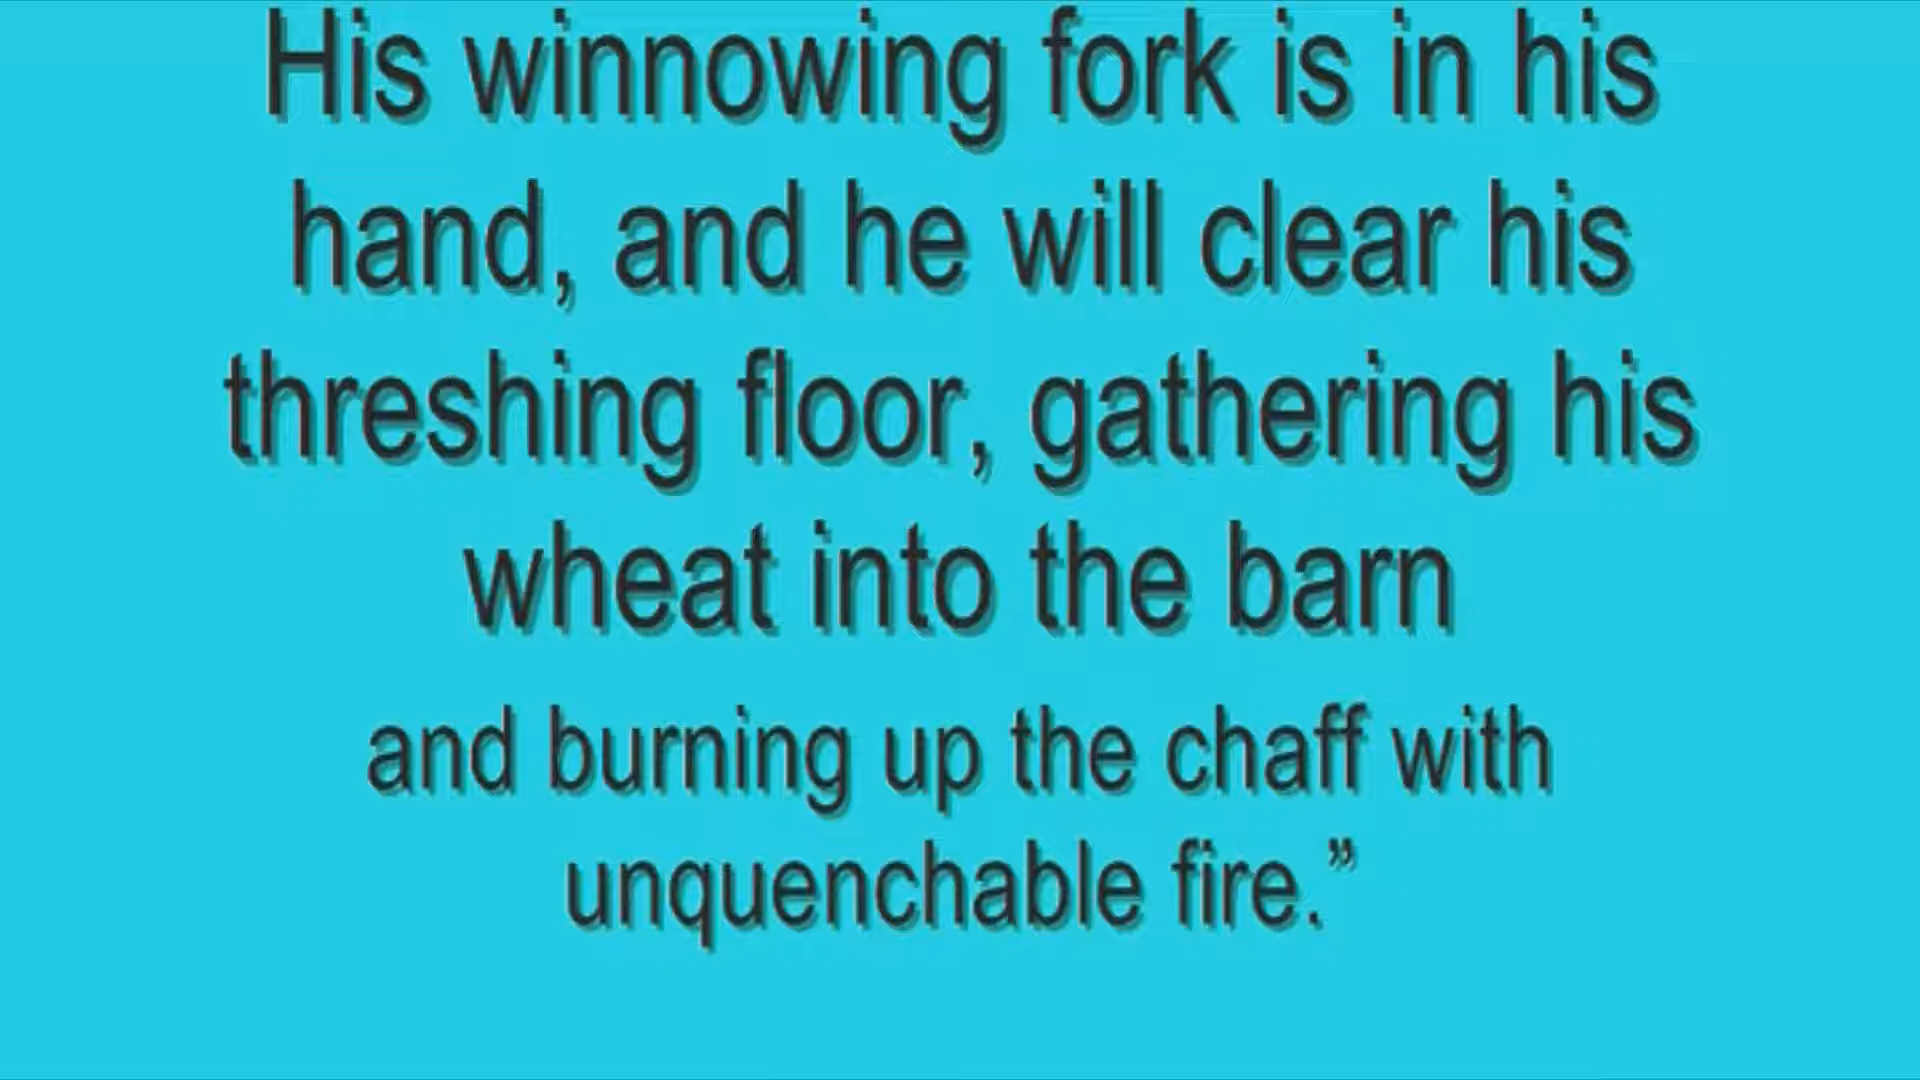 His winnowing fork is in his
hand, and he will clear his
threshing floor, gathering his
wheat into the barn
and burning up the chaff with
unquenchable fire.”